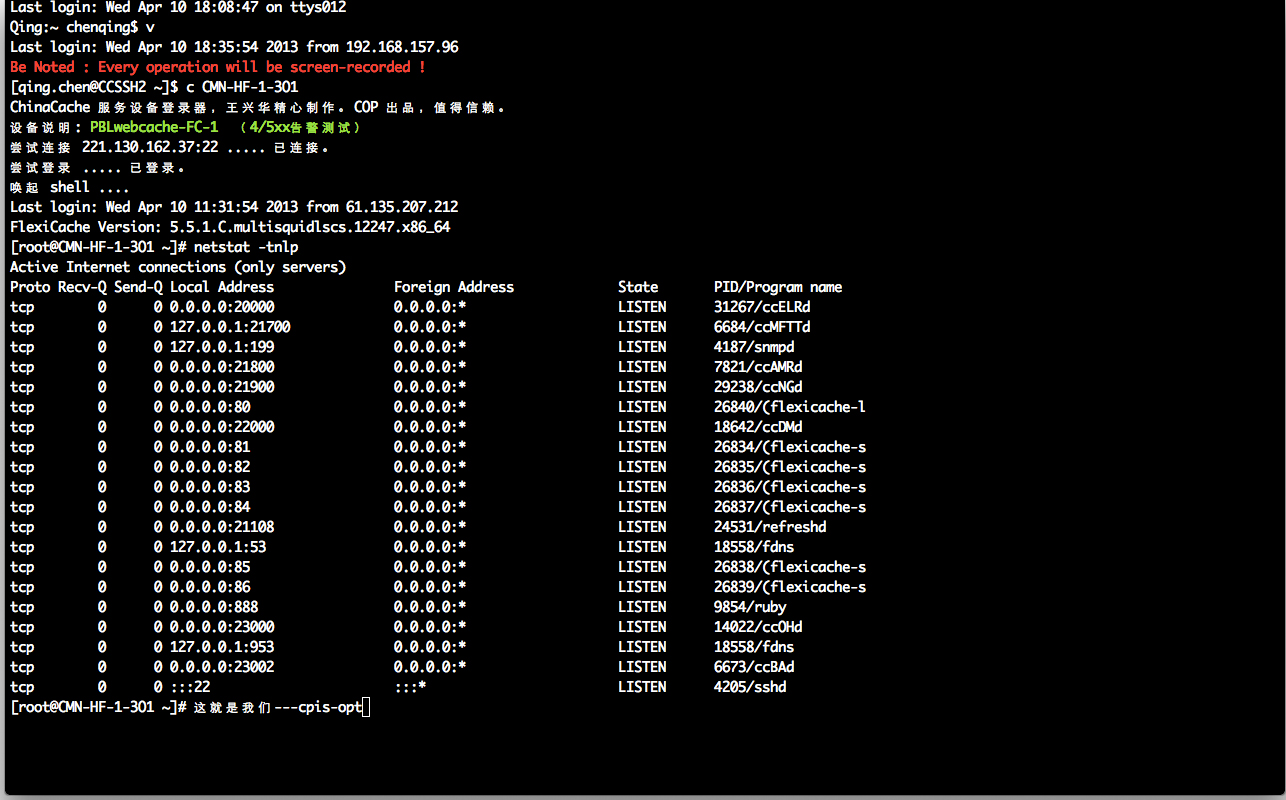 Last login: Wed Apr 10 18:08:47 on ttys012
Qing:~ chenqing$ v
Last login: Wed Apr 10 18:35:54 2013 from 192.168.157.96
Be Noted : Every operation will be screen-recorded !
[qing.chen@CCSSH2 ~]$ c CMN-HF-1-3O1
ChinaCache 服务设备登录器，王兴华精心制作。COP 出品，值得信赖。
设备说明：PBLwebcache-FC-1 （4/5xx告警测试）
尝试连接 221.130.162.37:22 ..... 已连接。
尝试登录 ..... 已登录。
唤起 shell ....
Last login: Wed Apr 10 11:31:54 2013 from 61.135.207.212
FlexiCache Version: 5.5.1.C.multisquidlscs.12247.x86_64
[root@CMN-HF-1-3O1 ~]# netstat -tnlp
Active Internet connections (only servers)
Proto Recv-Q Send-Q Local Address Foreign Address State PID/Program name
tcp 0 0 0.0.0.0:20000 0.0.0.0:* LISTEN 31267/ccELRd
tcp 0 0 127.0.0.1:21700 0.0.0.0:* LISTEN 6684/ccMFTTd
tcp 0 0 127.0.0.1:199 0.0.0.0:* LISTEN 4187/snmpd
tcp 0 0 0.0.0.0:21800 0.0.0.0:* LISTEN 7821/ccAMRd
tcp 0 0 0.0.0.0:21900 0.0.0.0:* LISTEN 29238/ccNGd
tcp 0 0 0.0.0.0:80 0.0.0.0:* LISTEN 26840/(flexicache-l
tcp 0 0 0.0.0.0:22000 0.0.0.0:* LISTEN 18642/ccDMd
tcp 0 0 0.0.0.0:81 0.0.0.0:* LISTEN 26834/(flexicache-s
tcp 0 0 0.0.0.0:82 0.0.0.0:* LISTEN 26835/(flexicache-s
tcp 0 0 0.0.0.0:83 0.0.0.0:* LISTEN 26836/(flexicache-s
tcp 0 0 0.0.0.0:84 0.0.0.0:* LISTEN 26837/(flexicache-s
tcp 0 0 0.0.0.0:21108 0.0.0.0:* LISTEN 24531/refreshd
tcp 0 0 127.0.0.1:53 0.0.0.0:* LISTEN 18558/fdns
tcp 0 0 0.0.0.0:85 0.0.0.0:* LISTEN 26838/(flexicache-s
tcp 0 0 0.0.0.0:86 0.0.0.0:* LISTEN 26839/(flexicache-s
tcp 0 0 0.0.0.0:888 0.0.0.0:* LISTEN 9854/ruby
tcp 0 0 0.0.0.0:23000 0.0.0.0:* LISTEN 14022/ccOHd
tcp 0 0 127.0.0.1:953 0.0.0.0:* LISTEN 18558/fdns
tcp 0 0 0.0.0.0:23002 0.0.0.0:* LISTEN 6673/ccBAd
tcp 0 0 :::22 :::* LISTEN 4205/sshd
[root@CMN-HF-1-3O1 ~]# 这就是我们---cpis-opt